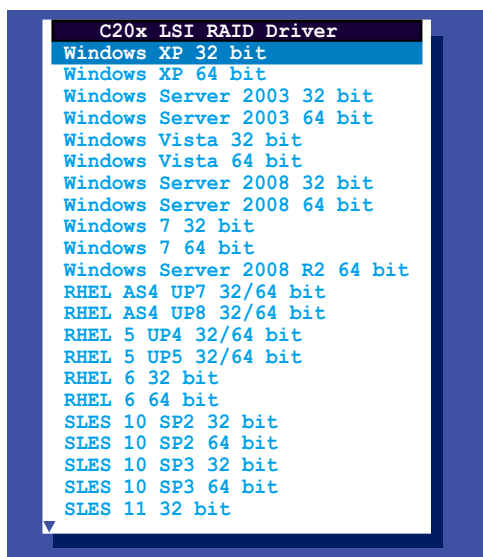 C20x LSI RAID Driver
Windows XP 32 bit
Windows XP 64 bit
Windows Server 2003 32 bit
Windows Server 2003 64 bit
Windows Vista 32 bit
Windows Vista 64 bit
Windows Server 2008 32 bit
Windows Server 2008 64 bit
Windows 7 32 bit
Windows 7 64 bit
Windows Server 2008 R2 64 bit
RHEL AS4 UP7 32/64 bit
RHEL AS4 UP8 32/64 bit
RHEL 5 UP4 32/64 bit
RHEL 5 UP5 32/64 bit
RHEL 6 32 bit
RHEL 6 64 bit
SLES 10 SP2 32 bit
SLES 10 SP2 64 bit
SLES 10 SP3 32 bit
SLES 10 SP3 64 bit
SLES 11 32 bit